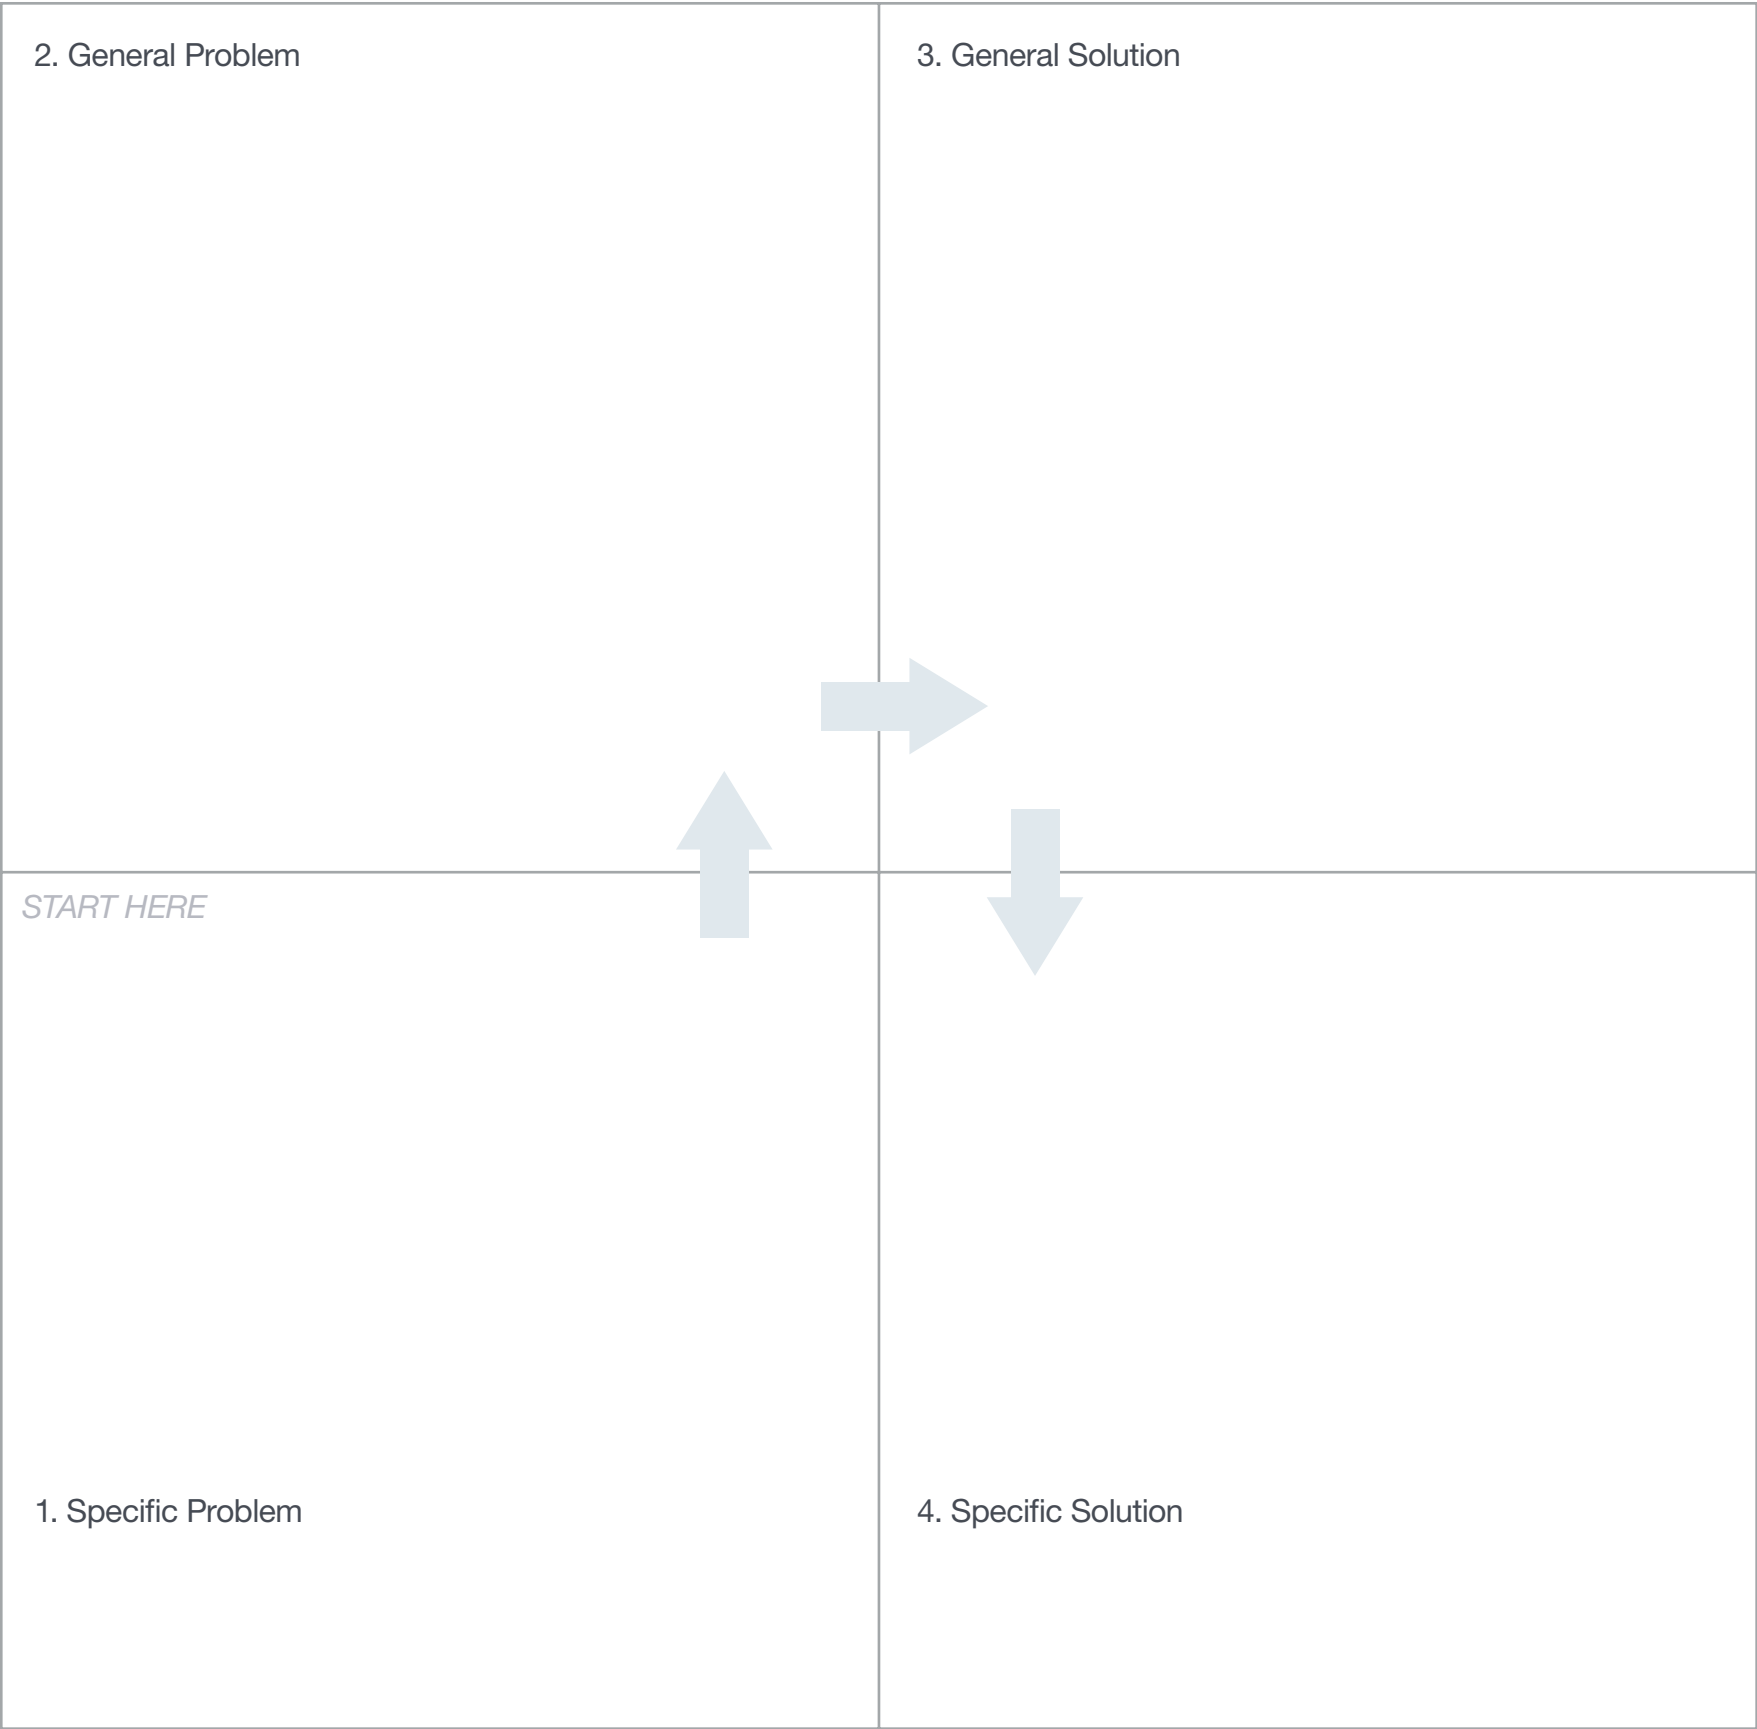 2. General Problem
3. General Solution
START HERE
1. Specific Problem
4. Specific Solution